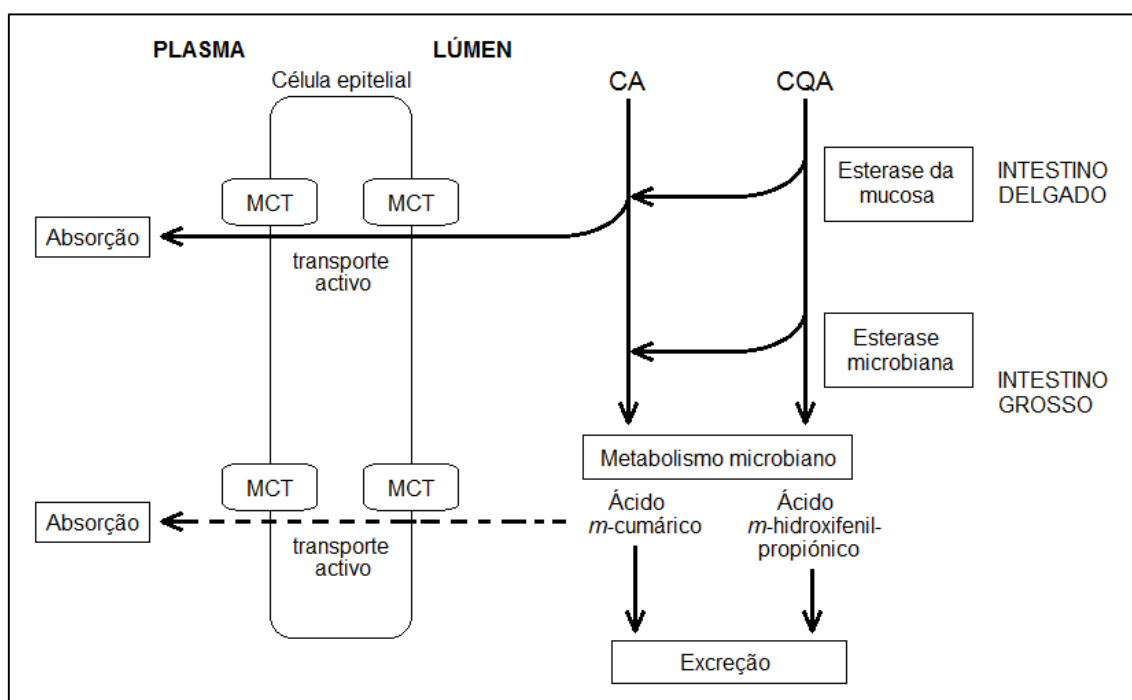 PLASMA
LÚMEN
Célula epitelial
CA
CQA
MCT
MCT
Esterase da
mucosa
INTESTINO
DELGADO
Absorção
transporte
activo
Esterase
microbiana
INTESTINO
GROSSO
Metabolismo microbiano
MCT
MCT
Ácido
m-cumárico
Ácido
m-hidroxifenil-
propiónico
Absorção
transporte
activo
Excreção